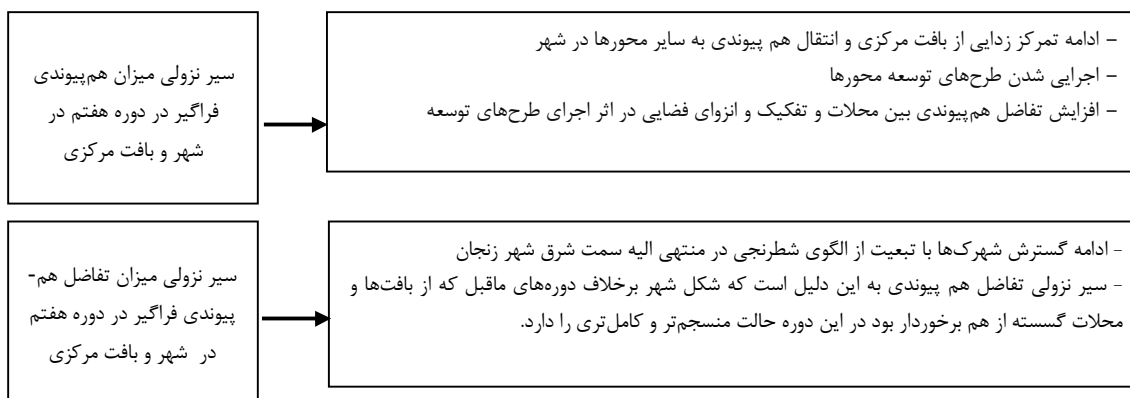 – ادامه تمرکز زدایی از بافت مرکزی و انتقال هم پیوندی به سایر محورها در شهر
– اجرایی شدن طرح‌های توسعه محورها
– افزایش تفاضل هم‌پیوندی بین محلات و تفکیک و انزوای فضایی در اثر اجرای طرح‌های توسعه
سیر نزولی میزان هم‌پیوندی
فراگیر در دوره هفتم در
شهر و بافت مرکزی
- ادامه گسترش شهرک‌ها با تبعیت از الگوی شطرنجی در منتهی الیه سمت شرق شهر زنجان
- سیر نزولی تفاضل هم پیوندی به این دلیل است که شکل شهر برخلاف دوره‌های ماقبل که از بافت‌ها و
محلات گسسته از هم برخوردار بود در این دوره حالت منسجم‌تر و کامل‌تری را دارد.
سیر نزولی میزان تفاضل هم-
پیوندی فراگیر در دوره هفتم
در شهر و بافت مرکزی